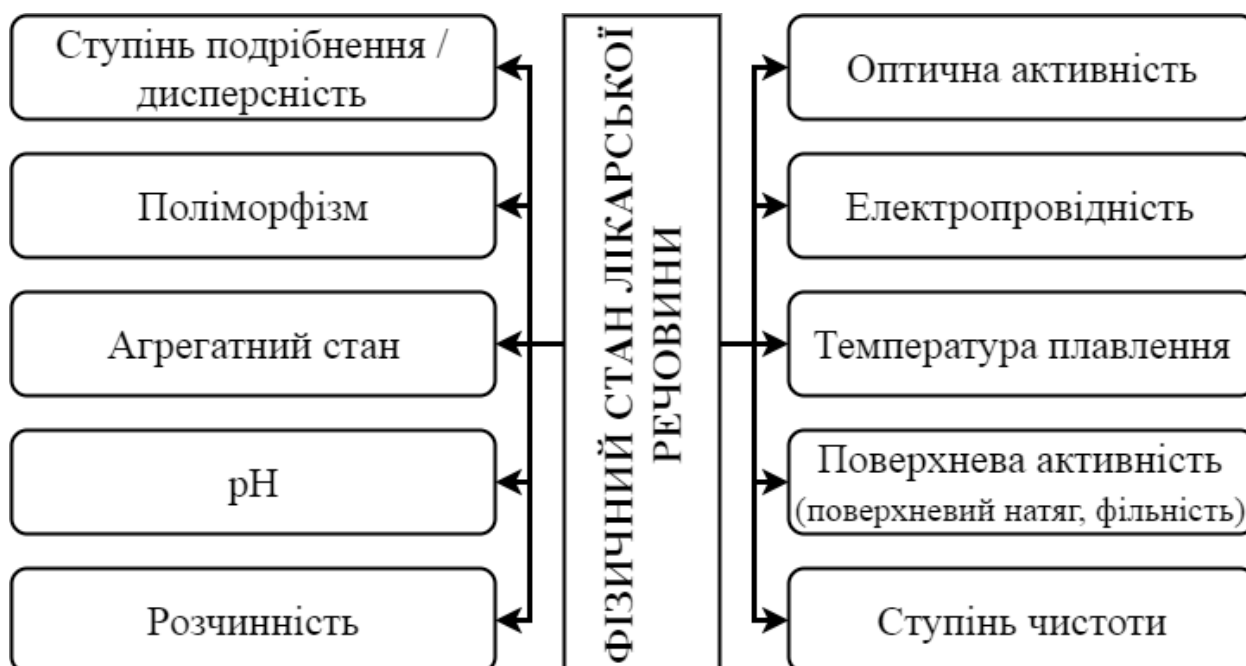 Ступінь подрібнення /
дисперсність
Поліморфізм
Агрегатний стан
pH
Розчинність
ФІЗИЧНИЙ СТАН ЛІКАРСЬКОЇ
РЕЧОВИНИ
Оптична активність
Електропровідність
Температура плавлення
Поверхнева активність
(поверхневий натяг, фільність)
Ступінь чистоти